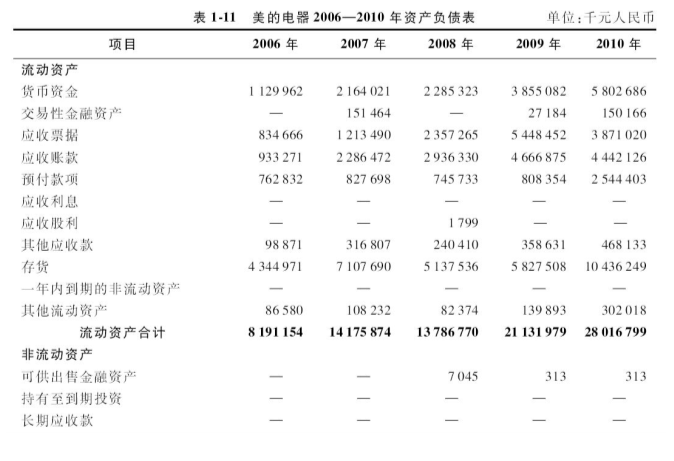 表 1-11 美的电器 2006—2010 年资产负债表 单位:千元人民币
项目 2006 年 2007 年 2008 年 2009 年 2010 年
流动资产
货币资金 1 129 962 2 164 021 2 285 323 3 855 082 5 802 686
交易性金融资产 — 151 464 — 27 184 150 166
应收票据 834 666 1 213 490 2 357 265 5 448 452 3 871 020
应收账款 933 271 2 286 472 2 936 330 4 666 875 4 442 126
预付款项 762 832 827 698 745 733 808 354 2 544 403
应收利息 — — — — —
应收股利 — — 1 799 — —
其他应收款 98 871 316 807 240 410 358 631 468 133
存货 4 344 971 7 107 690 5 137 536 5 827 508 10 436 249
一年内到期的非流动资产 — — — — —
其他流动资产 86 580 108 232 82 374 139 893 302 018
流动资产合计 8 191 154 14 175 874 13 786 770 21 131 979 28 016 799
非流动资产
可供出售金融资产 — — 7 045 313 313
持有至到期投资 — — — — —
长期应收款 — — — — —